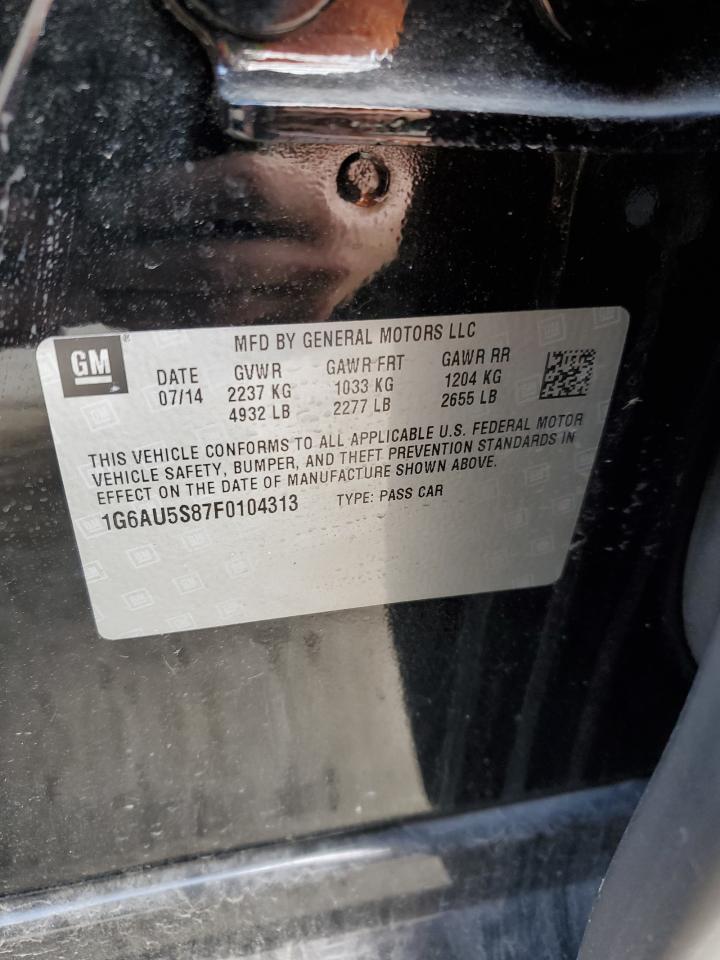 GM®
MFD BY GENERAL MOTORS LLC
DATE GVWR GAWR FRT GAWR RR
07/14 2237 KG 1033 KG 1204 KG
4932 LB 2277 LB 2655 LB
THIS VEHICLE CONFORMS TO ALL APPLICABLE U.S. FEDERAL MOTOR
VEHICLE SAFETY, BUMPER, AND THEFT PREVENTION STANDARDS IN
EFFECT ON THE DATE OF MANUFACTURE SHOWN ABOVE.
1G6AU5S87F0104313 TYPE: PASS CAR